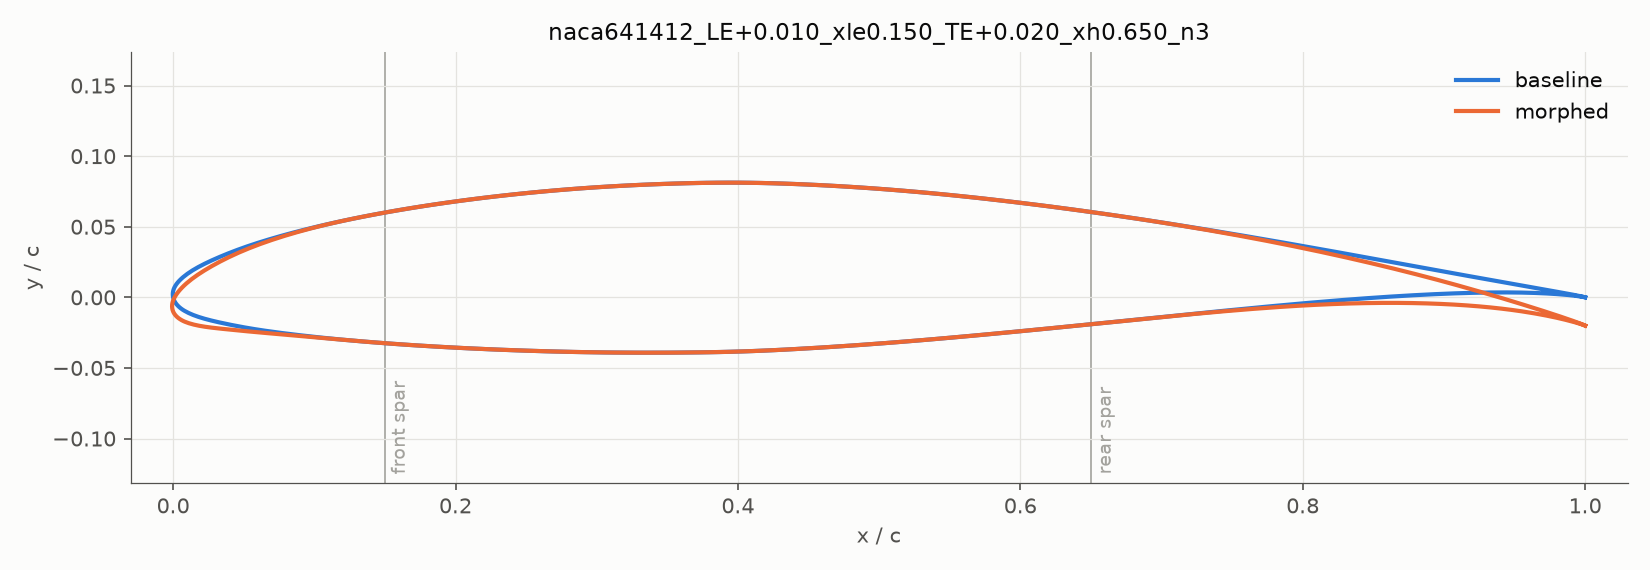 naca641412_LE+0.010_xle0.150_TE+0.020_xh0.650_n3
baseline
morphed
0.15
0.10
0.05
0.00
−0.05
−0.10
y / c
front spar
rear spar
0.0 0.2 0.4 0.6 0.8 1.0
x / c